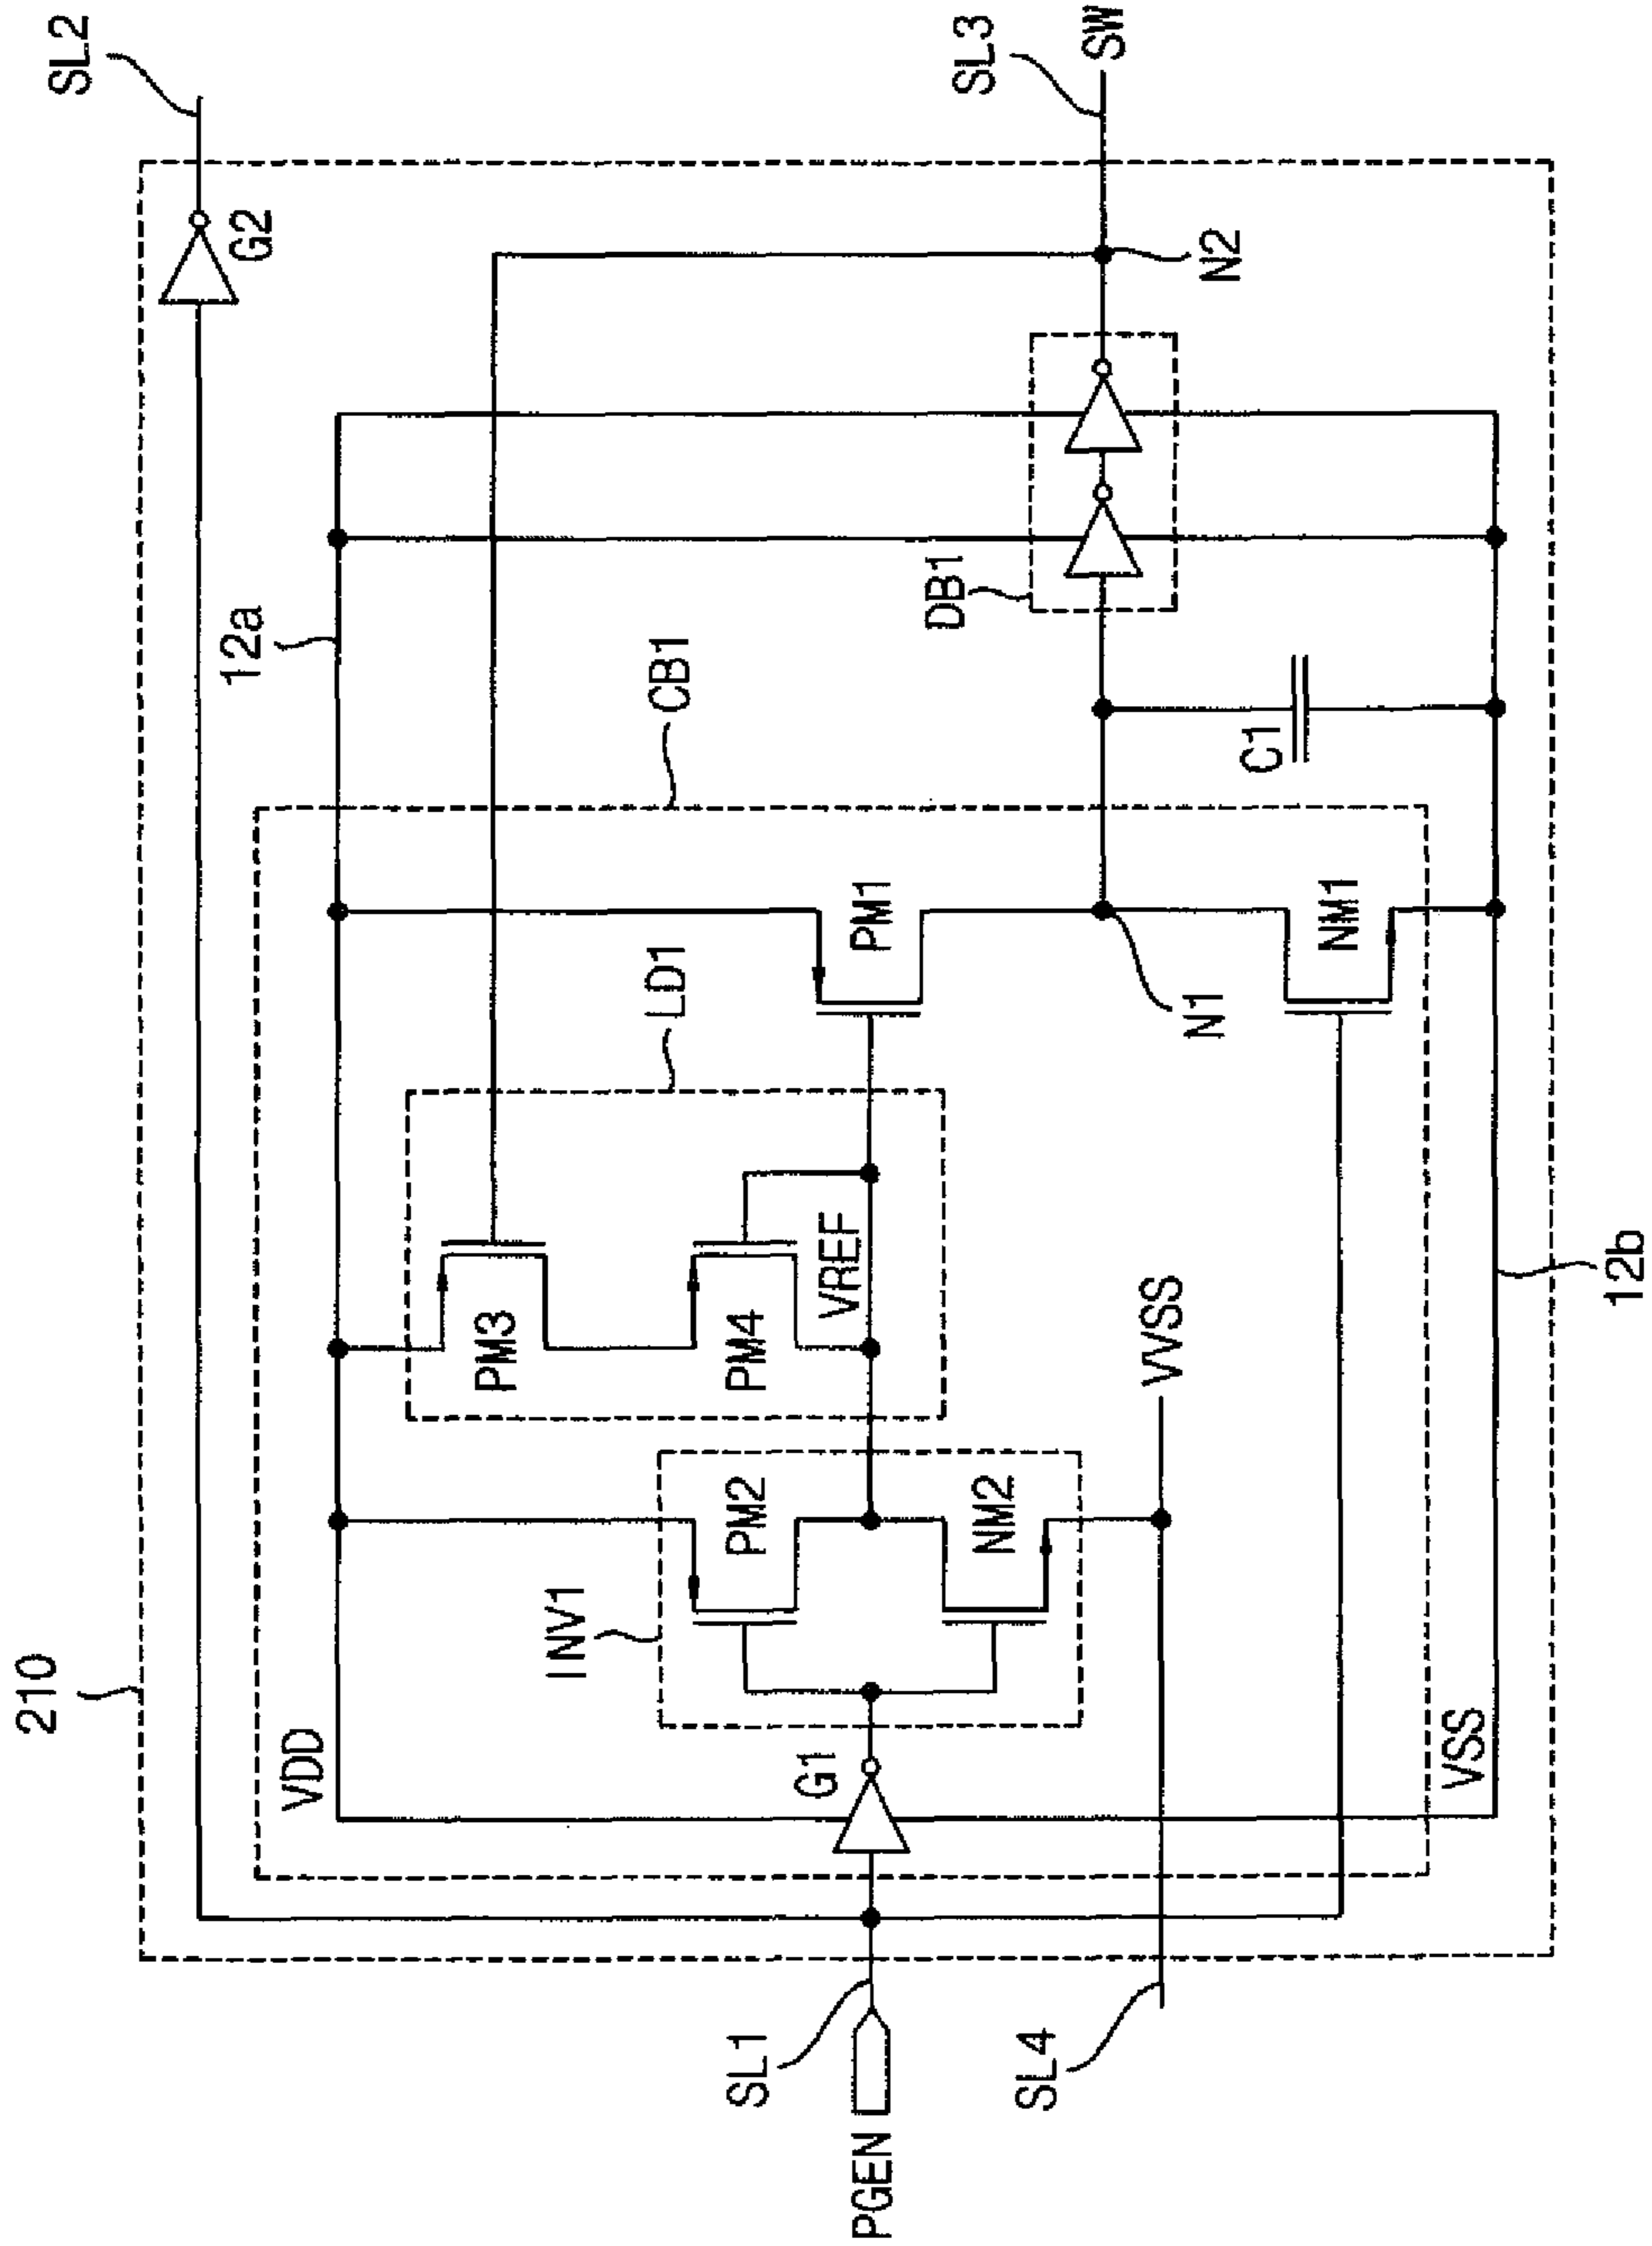 210
SL2
G2
12a
VDD
CB1
LD1
INV1
PM3
PM4
PM2
PM1
VREF
G1
NM2
DB1
SL3
SW
N2
N1
C1
SL1
PGEN
VVSS
SL4
NM1
VSS
12b